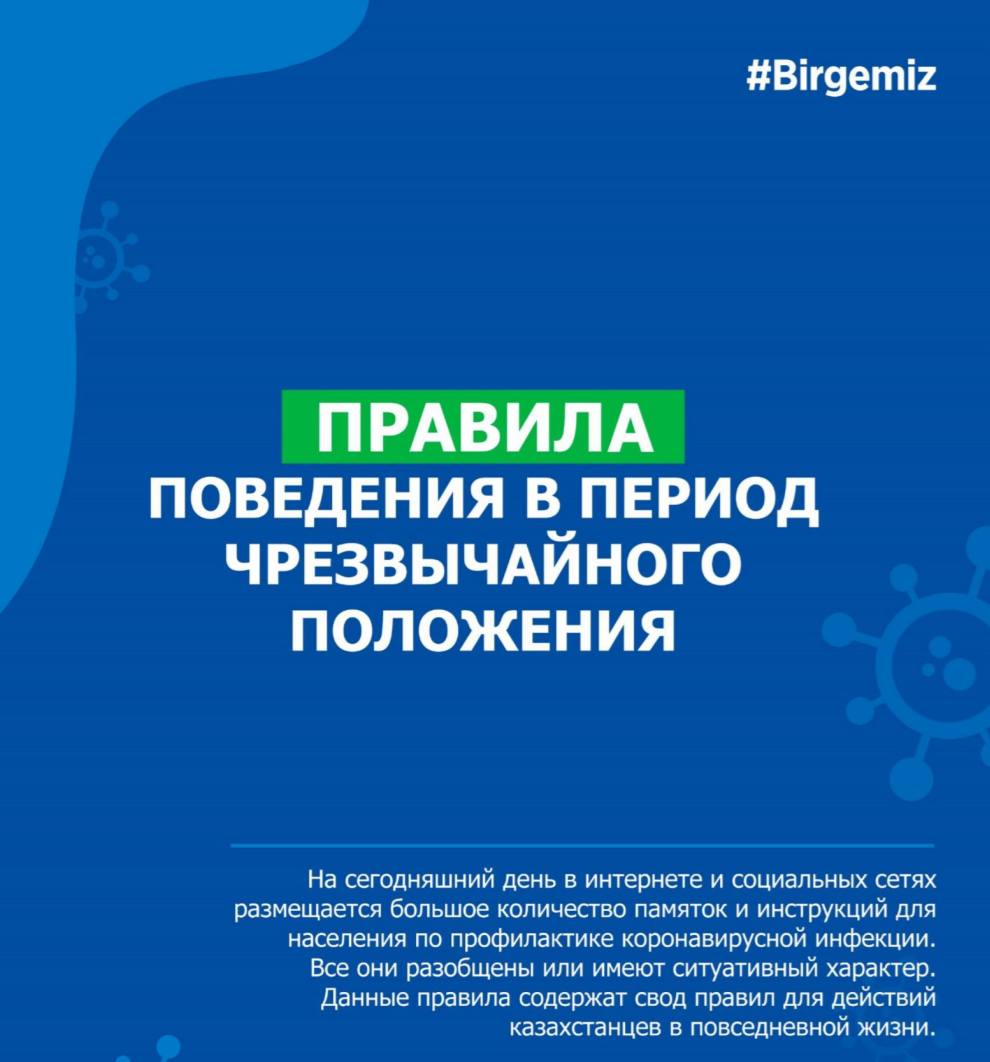 #Birgemiz
ПРАВИЛА
ПОВЕДЕНИЯ В ПЕРИОД
ЧРЕЗВЫЧАЙНОГО
ПОЛОЖЕНИЯ
На сегодняшний день в интернете и социальных сетях
размещается большое количество памяток и инструкций для
населения по профилактике коронавирусной инфекции.
Все они разобщены или имеют ситуативный характер.
Данные правила содержат свод правил для действий
казахстанцев в повседневной жизни.